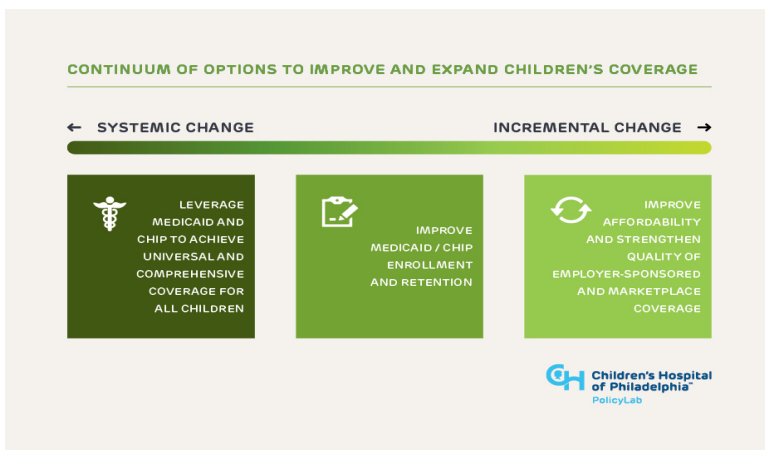 CONTINUUM OF OPTIONS TO IMPROVE AND EXPAND CHILDREN'S COVERAGE
← SYSTEMIC CHANGE
INCREMENTAL CHANGE →
LEVERAGE
MEDICAID AND
CHIP TO ACHIEVE
UNIVERSAL AND
COMPREHENSIVE
COVERAGE FOR
ALL CHILDREN
IMPROVE
MEDICAID / CHIP
ENROLLMENT
AND RETENTION
IMPROVE
AFFORDABILITY
AND STRENGTHEN
QUALITY OF
EMPLOYER-SPONSORED
AND MARKETPLACE
COVERAGE
CH
Children's Hospital
of Philadelphia™
PolicyLab